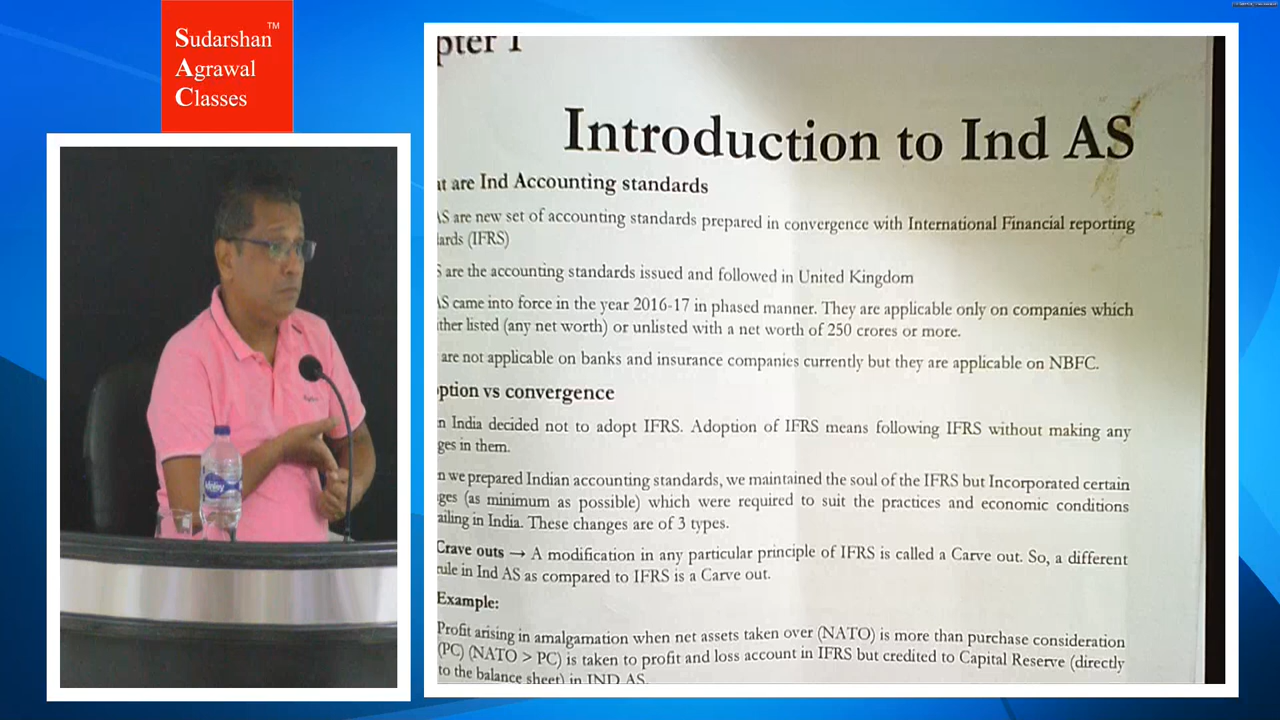 Sudarshan™
Agrawal
Classes
pter 1
Introduction to Ind AS
at are Ind Accounting standards
AS are new set of accounting standards prepared in convergence with International Financial reporting
lards (IFRS)
S are the accounting standards issued and followed in United Kingdom
AS came into force in the year 2016-17 in phased manner. They are applicable only on companies which
ther listed (any net worth) or unlisted with a net worth of 250 crores or more.
are not applicable on banks and insurance companies currently but they are applicable on NBFC.
ption vs convergence
n India decided not to adopt IFRS. Adoption of IFRS means following IFRS without making any
ges in them.
n we prepared Indian accounting standards, we maintained the soul of the IFRS but Incorporated certain
ges (as minimum as possible) which were required to suit the practices and economic conditions
ailing in India. These changes are of 3 types.
Crave outs → A modification in any particular principle of IFRS is called a Carve out. So, a different
rule in Ind AS as compared to IFRS is a Carve out.
Example:
Profit arising in amalgamation when net assets taken over (NATO) is more than purchase consideration
(PC) (NATO > PC) is taken to profit and loss account in IFRS but credited to Capital Reserve (directly
to the balance sheet) in IND AS.